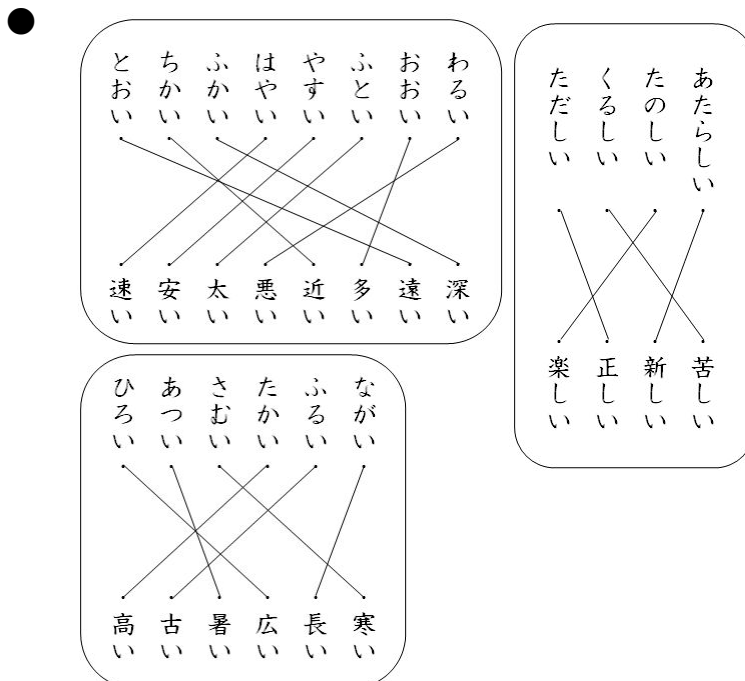 ●
わるい
おおい
ふとい
やすい
はやい
ふかい
ちかい
とおい
深い
遠い
多い
近い
悪い
太い
安い
速い
あたらしい
たのしい
くるしい
ただしい
苦しい
新しい
正しい
楽しい
ながい
ふるい
たかい
さむい
あつい
ひろい
寒い
長い
広い
暑い
古い
高い